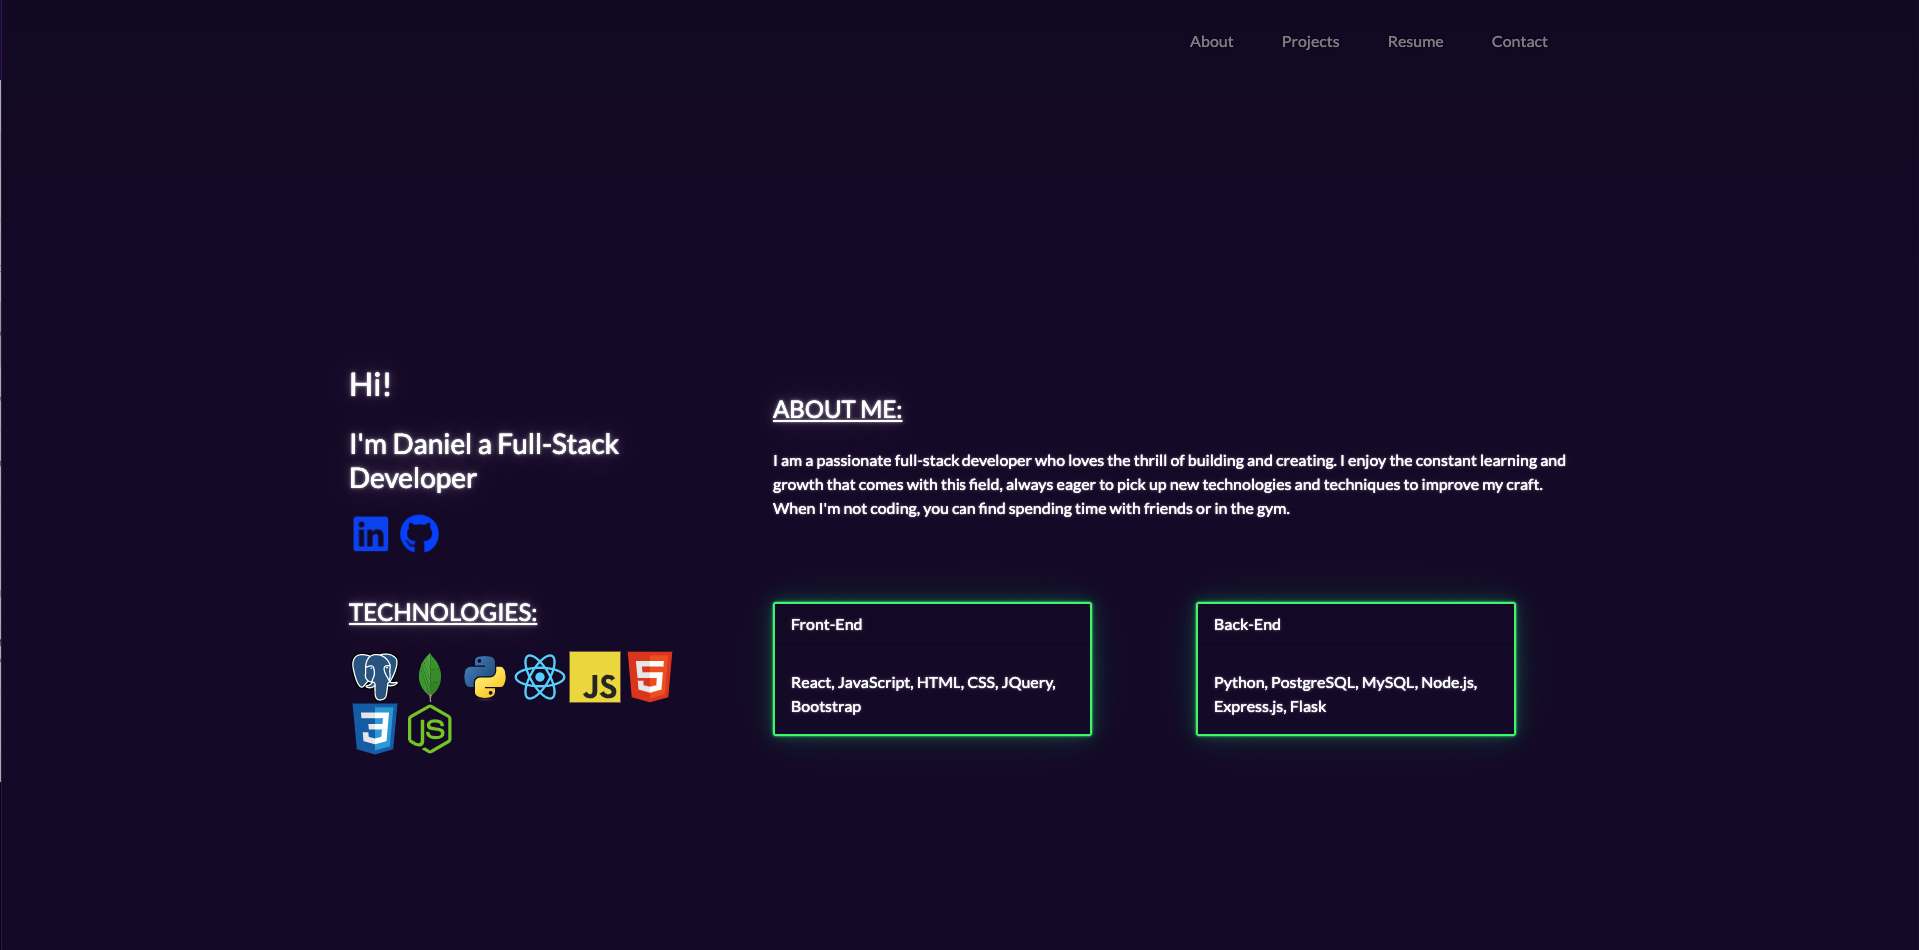 About Projects Resume Contact
Hi!
I'm Daniel a Full-Stack
Developer
in
TECHNOLOGIES:
JS
5
3
JS
ABOUT ME:
I am a passionate full-stack developer who loves the thrill of building and creating. I enjoy the constant learning and
growth that comes with this field, always eager to pick up new technologies and techniques to improve my craft.
When I'm not coding, you can find spending time with friends or in the gym.
Front-End
React, JavaScript, HTML, CSS, JQuery,
Bootstrap
Back-End
Python, PostgreSQL, MySQL, Node.js,
Express.js, Flask